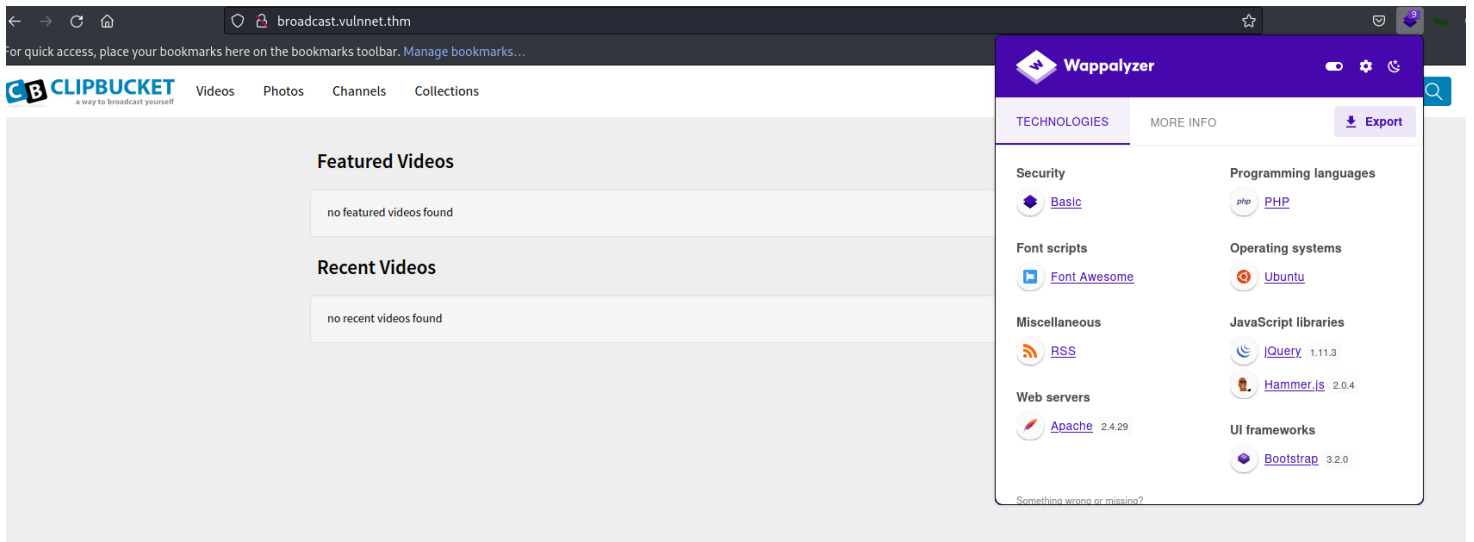 broadcast.vulnnet.thm
9
For quick access, place your bookmarks here on the bookmarks toolbar. Manage bookmarks...
CB CLIPBUCKET
a way to broadcast yourself
Videos Photos Channels Collections
Featured Videos
no featured videos found
Recent Videos
no recent videos found
Wappalyzer
TECHNOLOGIES MORE INFO Export
Security
Basic
Font scripts
Font Awesome
Miscellaneous
RSS
Web servers
Apache 2.4.29
Programming languages
php PHP
Operating systems
Ubuntu
JavaScript libraries
jQuery 1.11.3
Hammer.js 2.0.4
UI frameworks
Bootstrap 3.2.0
Something wrong or missing?